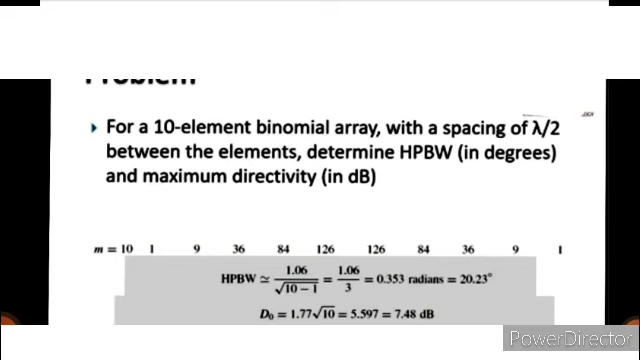 Problem
▸ For a 10-element binomial array, with a spacing of λ/2
between the elements, determine HPBW (in degrees)
and maximum directivity (in dB)
m = 10 1 9 36 84 126 126 84 36 9 1
HPBW ≃ 1.06/√(10 − 1) = 1.06/3 = 0.353 radians = 20.23°
D₀ = 1.77√10 = 5.597 = 7.48 dB
PowerDirector